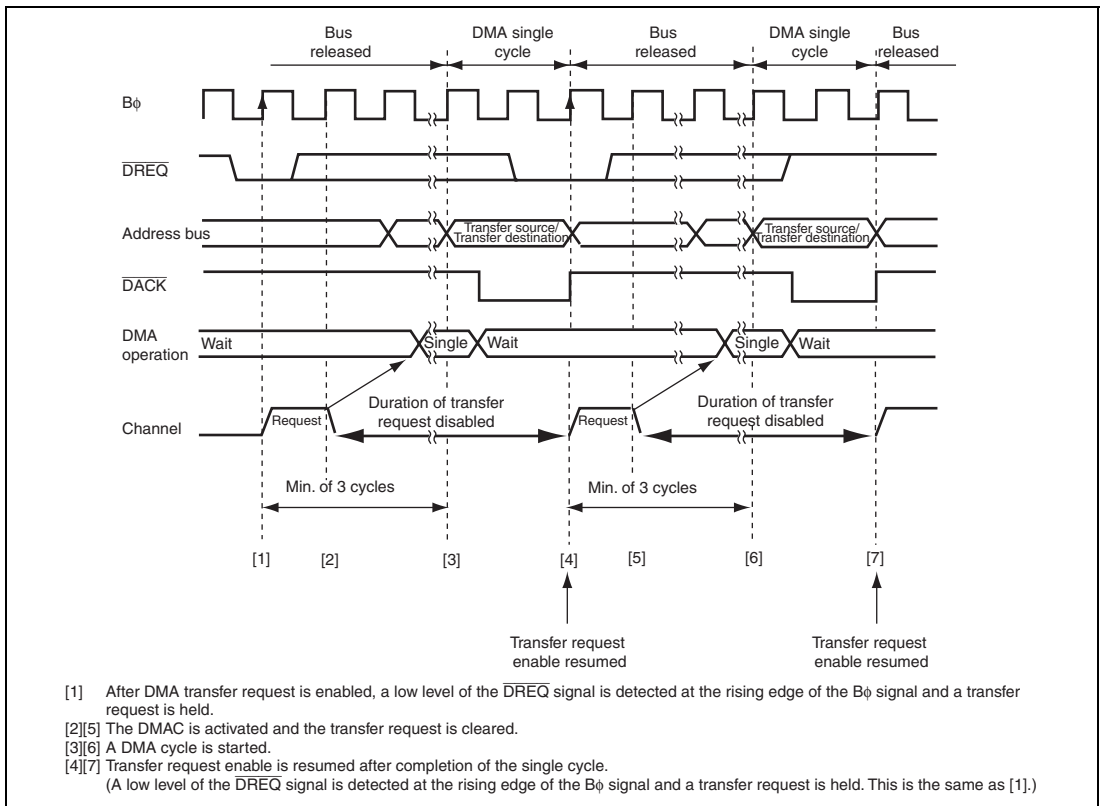 Bus released
DMA single cycle
Bus released
DMA single cycle
Bus released
Bφ
DREQ
Address bus
Transfer source/
Transfer destination
Transfer source/
Transfer destination
DACK
DMA operation
Wait
Single
Wait
Single
Wait
Channel
Request
Duration of transfer
request disabled
Request
Duration of transfer
request disabled
Min. of 3 cycles
Min. of 3 cycles
[1] [2] [3] [4] [5] [6] [7]
Transfer request
enable resumed
Transfer request
enable resumed
[1] After DMA transfer request is enabled, a low level of the DREQ signal is detected at the rising edge of the Bφ signal and a transfer
request is held.
[2][5] The DMAC is activated and the transfer request is cleared.
[3][6] A DMA cycle is started.
[4][7] Transfer request enable is resumed after completion of the single cycle.
(A low level of the DREQ signal is detected at the rising edge of the Bφ signal and a transfer request is held. This is the same as [1].)